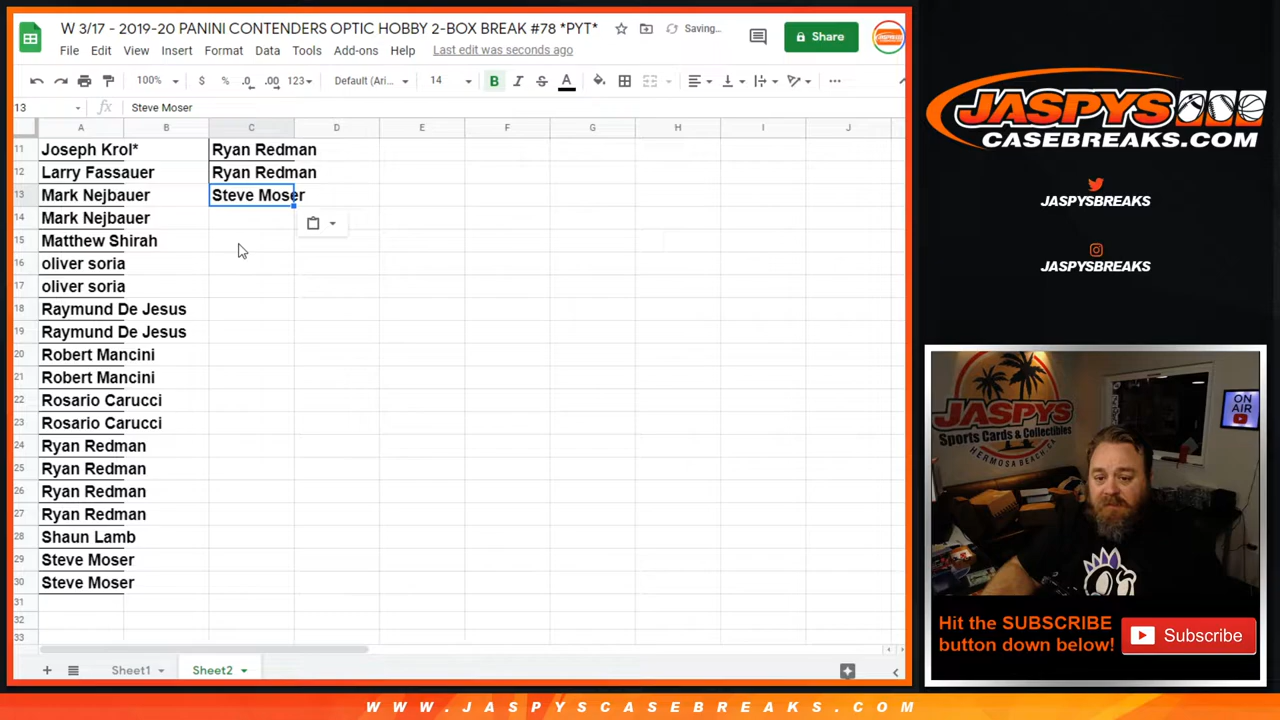 W 3/17 - 2019-20 PANINI CONTENDERS OPTIC HOBBY 2-BOX BREAK #78 *PYT*
Saving...
Share
File Edit View Insert Format Data Tools Add-ons Help Last edit was seconds ago
100% $ % .0 .00 123 Default (Ari... 14 B I S A
13 fx Steve Moser
A B C D E F G H I J
11 Joseph Krol* Ryan Redman
12 Larry Fassauer Ryan Redman
13 Mark Nejbauer Steve Moser
14 Mark Nejbauer
15 Matthew Shirah
16 oliver soria
17 oliver soria
18 Raymund De Jesus
19 Raymund De Jesus
20 Robert Mancini
21 Robert Mancini
22 Rosario Carucci
23 Rosario Carucci
24 Ryan Redman
25 Ryan Redman
26 Ryan Redman
27 Ryan Redman
28 Shaun Lamb
29 Steve Moser
30 Steve Moser
31
32
33
Sheet1 Sheet2
JASPYS
CASEBREAKS.COM
JASPYSBREAKS
JASPYSBREAKS
JASPYS
Sports Cards & Collectibles
HERMOSA BEACH, CA
ON
AIR
Hit the SUBSCRIBE
button down below!
Subscribe
WWW.JASPYSCASEBREAKS.COM